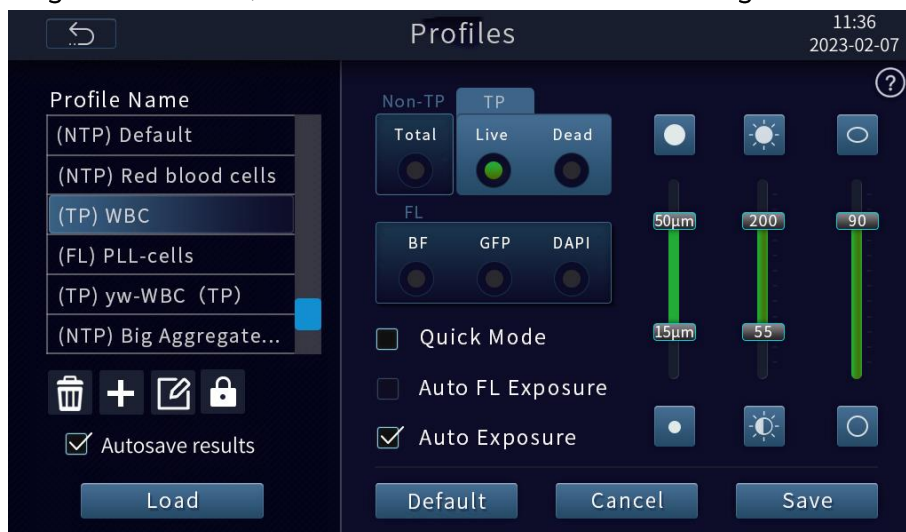 Profiles
11:36
2023-02-07
Profile Name
(NTP) Default
(NTP) Red blood cells
(TP) WBC
(FL) PLL-cells
(TP) yw-WBC（TP）
(NTP) Big Aggregate...
Autosave results
Load
Non-TP
TP
Total
Live
Dead
FL
BF
GFP
DAPI
Quick Mode
Auto FL Exposure
Auto Exposure
50µm
200
90
15µm
55
?
Default
Cancel
Save